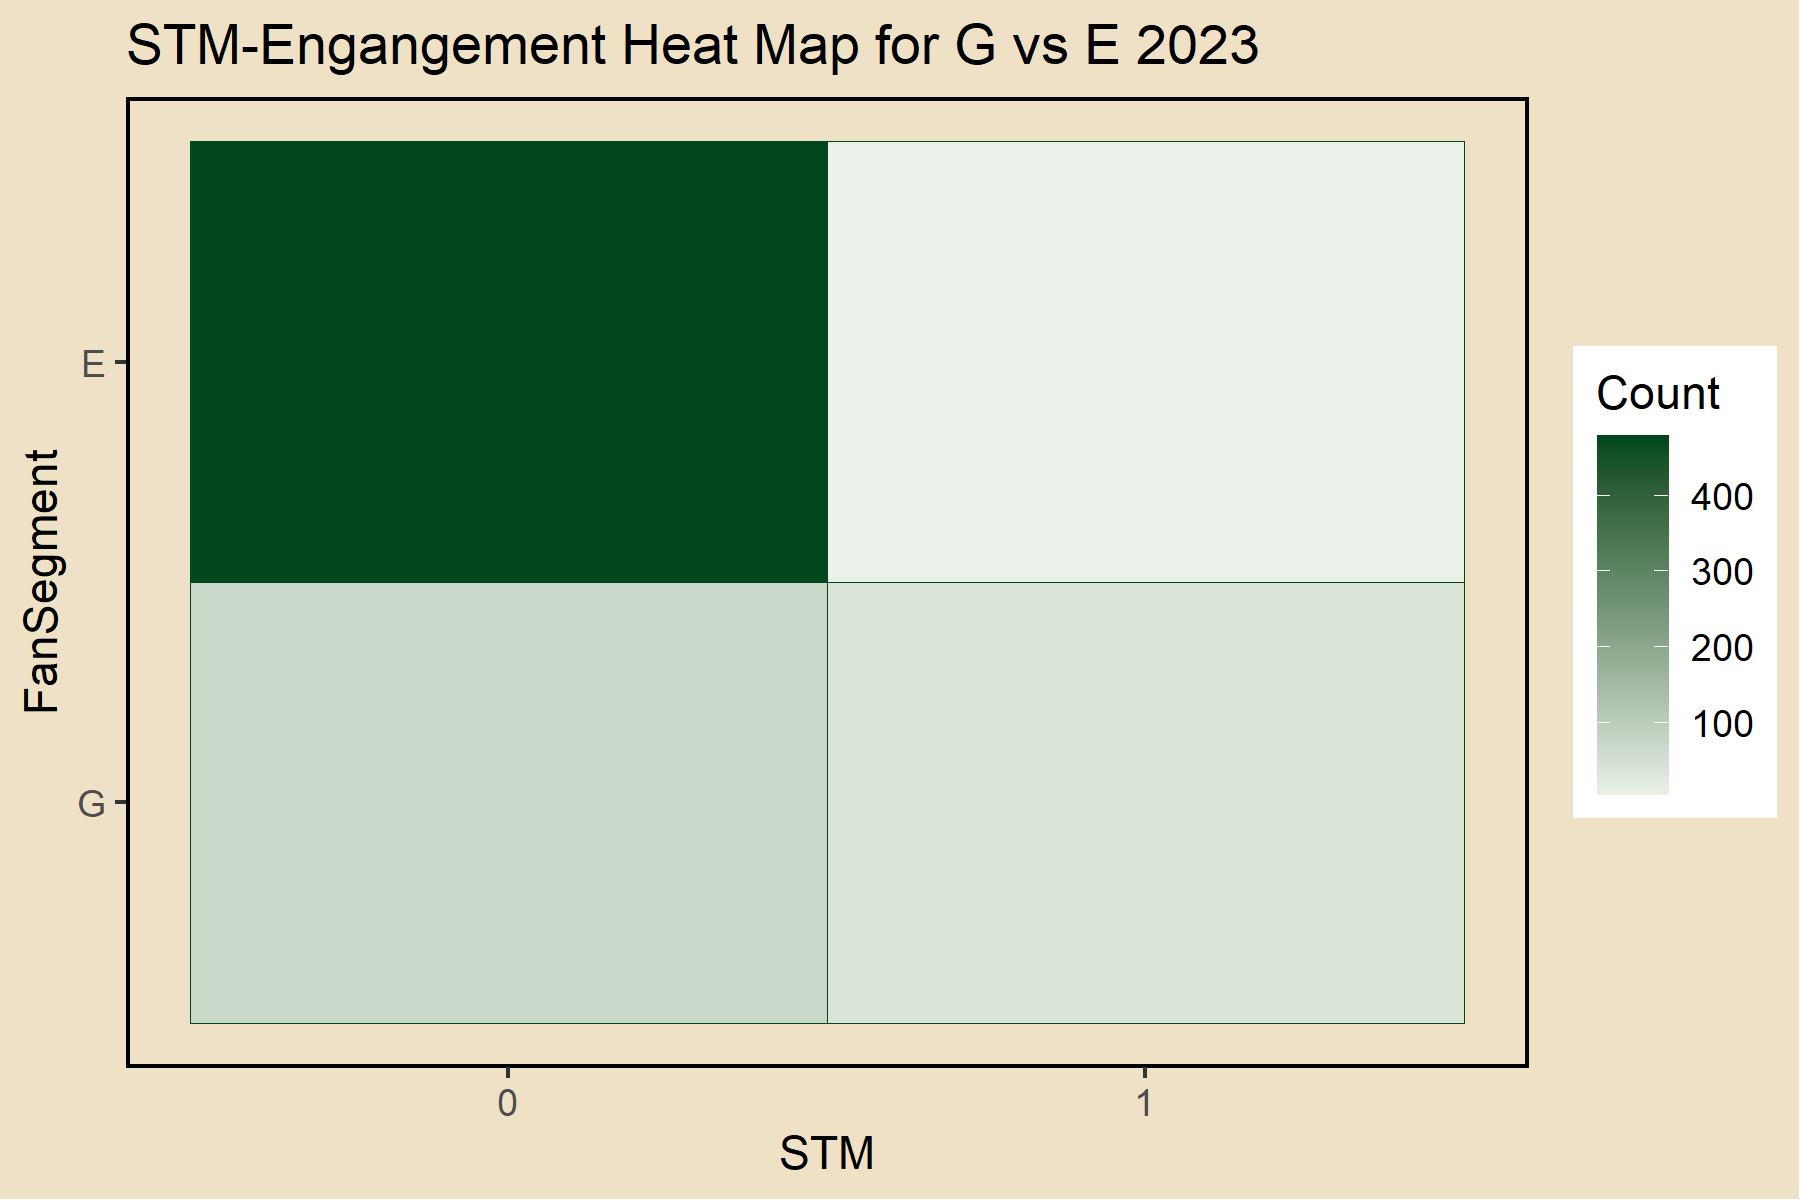 STM-Engangement Heat Map for G vs E 2023
FanSegment
E
G
0
1
STM
Count
400
300
200
100